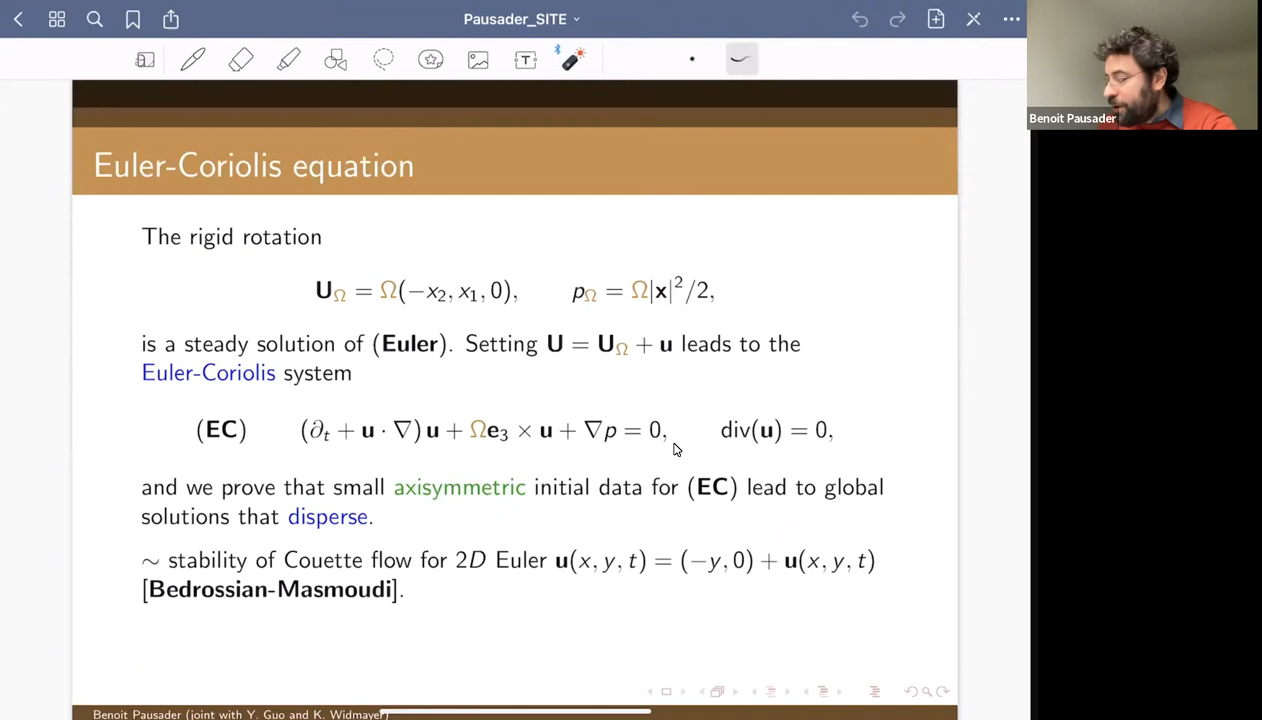 Pausader_SITE
Benoit Pausader
Euler-Coriolis equation
The rigid rotation
U_Ω = Ω(−x₂, x₁, 0), p_Ω = Ω|x|²/2,
is a steady solution of (Euler). Setting U = U_Ω + u leads to the
Euler-Coriolis system
(EC) (∂ₜ + u · ∇) u + Ωe₃ × u + ∇p = 0, div(u) = 0,
and we prove that small axisymmetric initial data for (EC) lead to global
solutions that disperse.
∼ stability of Couette flow for 2D Euler u(x, y, t) = (−y, 0) + u(x, y, t)
[Bedrossian-Masmoudi].
Benoit Pausader (joint with Y. Guo and K. Widmayer)